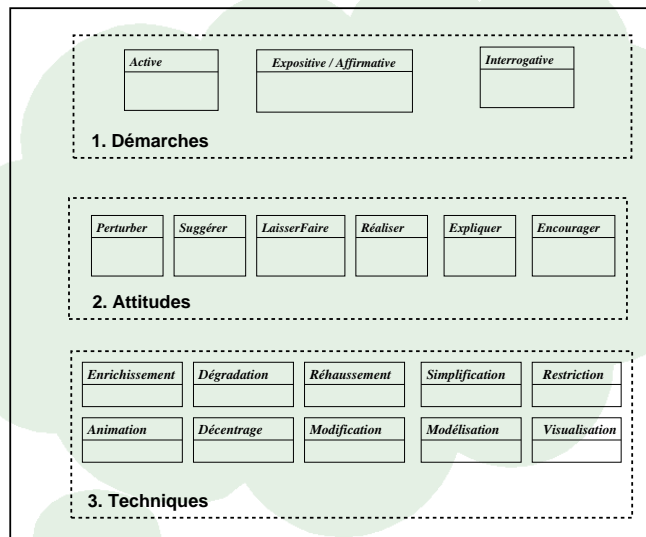 Active Expositive / Affirmative Interrogative
1. Démarches
Perturber Suggérer LaisserFaire Réaliser Expliquer Encourager
2. Attitudes
Enrichissement Dégradation Réhaussement Simplification Restriction
Animation Décentrage Modification Modélisation Visualisation
3. Techniques